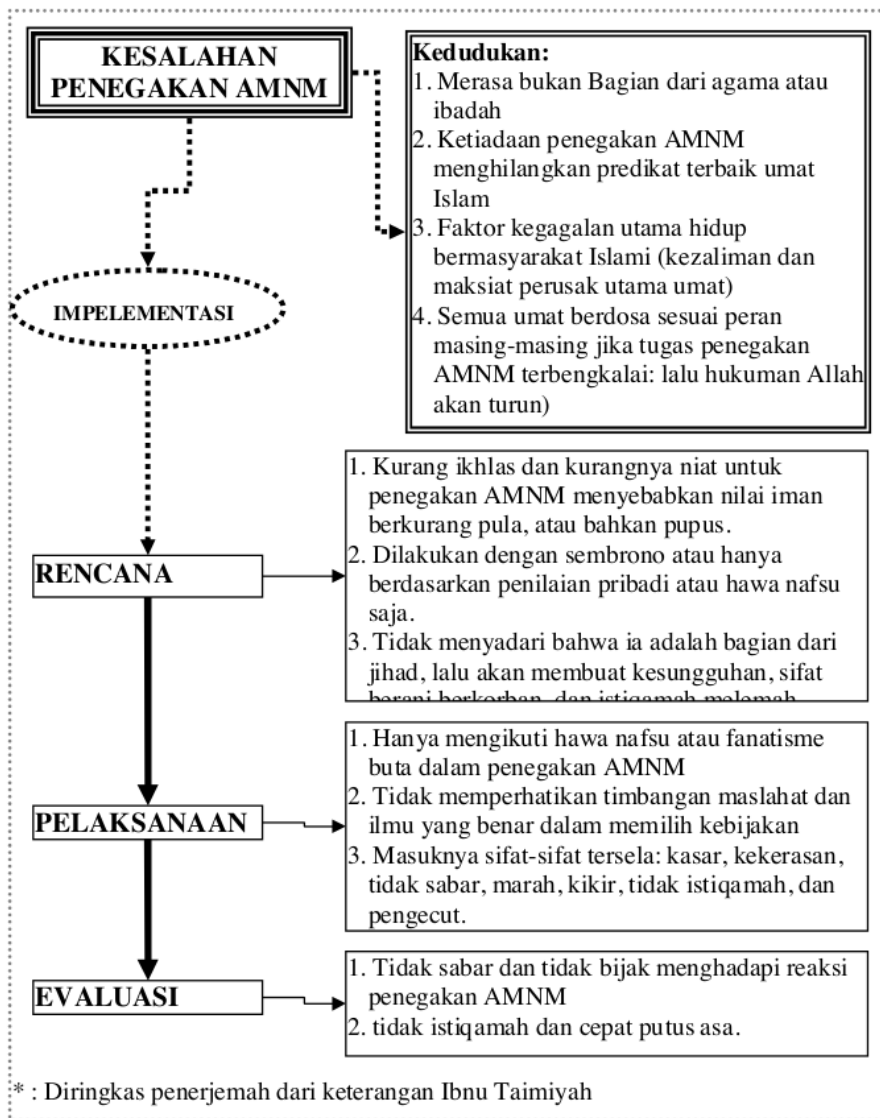 KESALAHAN
PENEGAKAN AMNM
Kedudukan:
1. Merasa bukan Bagian dari agama atau
ibadah
2. Ketiadaan penegakan AMNM
menghilangkan predikat terbaik umat
Islam
3. Faktor kegagalan utama hidup
bermasyarakat Islami (kezaliman dan
maksiat perusak utama umat)
4. Semua umat berdosa sesuai peran
masing-masing jika tugas penegakan
AMNM terbengkalai: lalu hukuman Allah
akan turun)
IMPELEMENTASI
RENCANA
1. Kurang ikhlas dan kurangnya niat untuk
penegakan AMNM menyebabkan nilai iman
berkurang pula, atau bahkan pupus.
2. Dilakukan dengan sembrono atau hanya
berdasarkan penilaian pribadi atau hawa nafsu
saja.
3. Tidak menyadari bahwa ia adalah bagian dari
jihad, lalu akan membuat kesungguhan, sifat
berani berkorban, dan istiqamah melemah
PELAKSANAAN
1. Hanya mengikuti hawa nafsu atau fanatisme
buta dalam penegakan AMNM
2. Tidak memperhatikan timbangan maslahat dan
ilmu yang benar dalam memilih kebijakan
3. Masuknya sifat-sifat tersela: kasar, kekerasan,
tidak sabar, marah, kikir, tidak istiqamah, dan
pengecut.
EVALUASI
1. Tidak sabar dan tidak bijak menghadapi reaksi
penegakan AMNM
2. tidak istiqamah dan cepat putus asa.
* : Diringkas penerjemah dari keterangan Ibnu Taimiyah